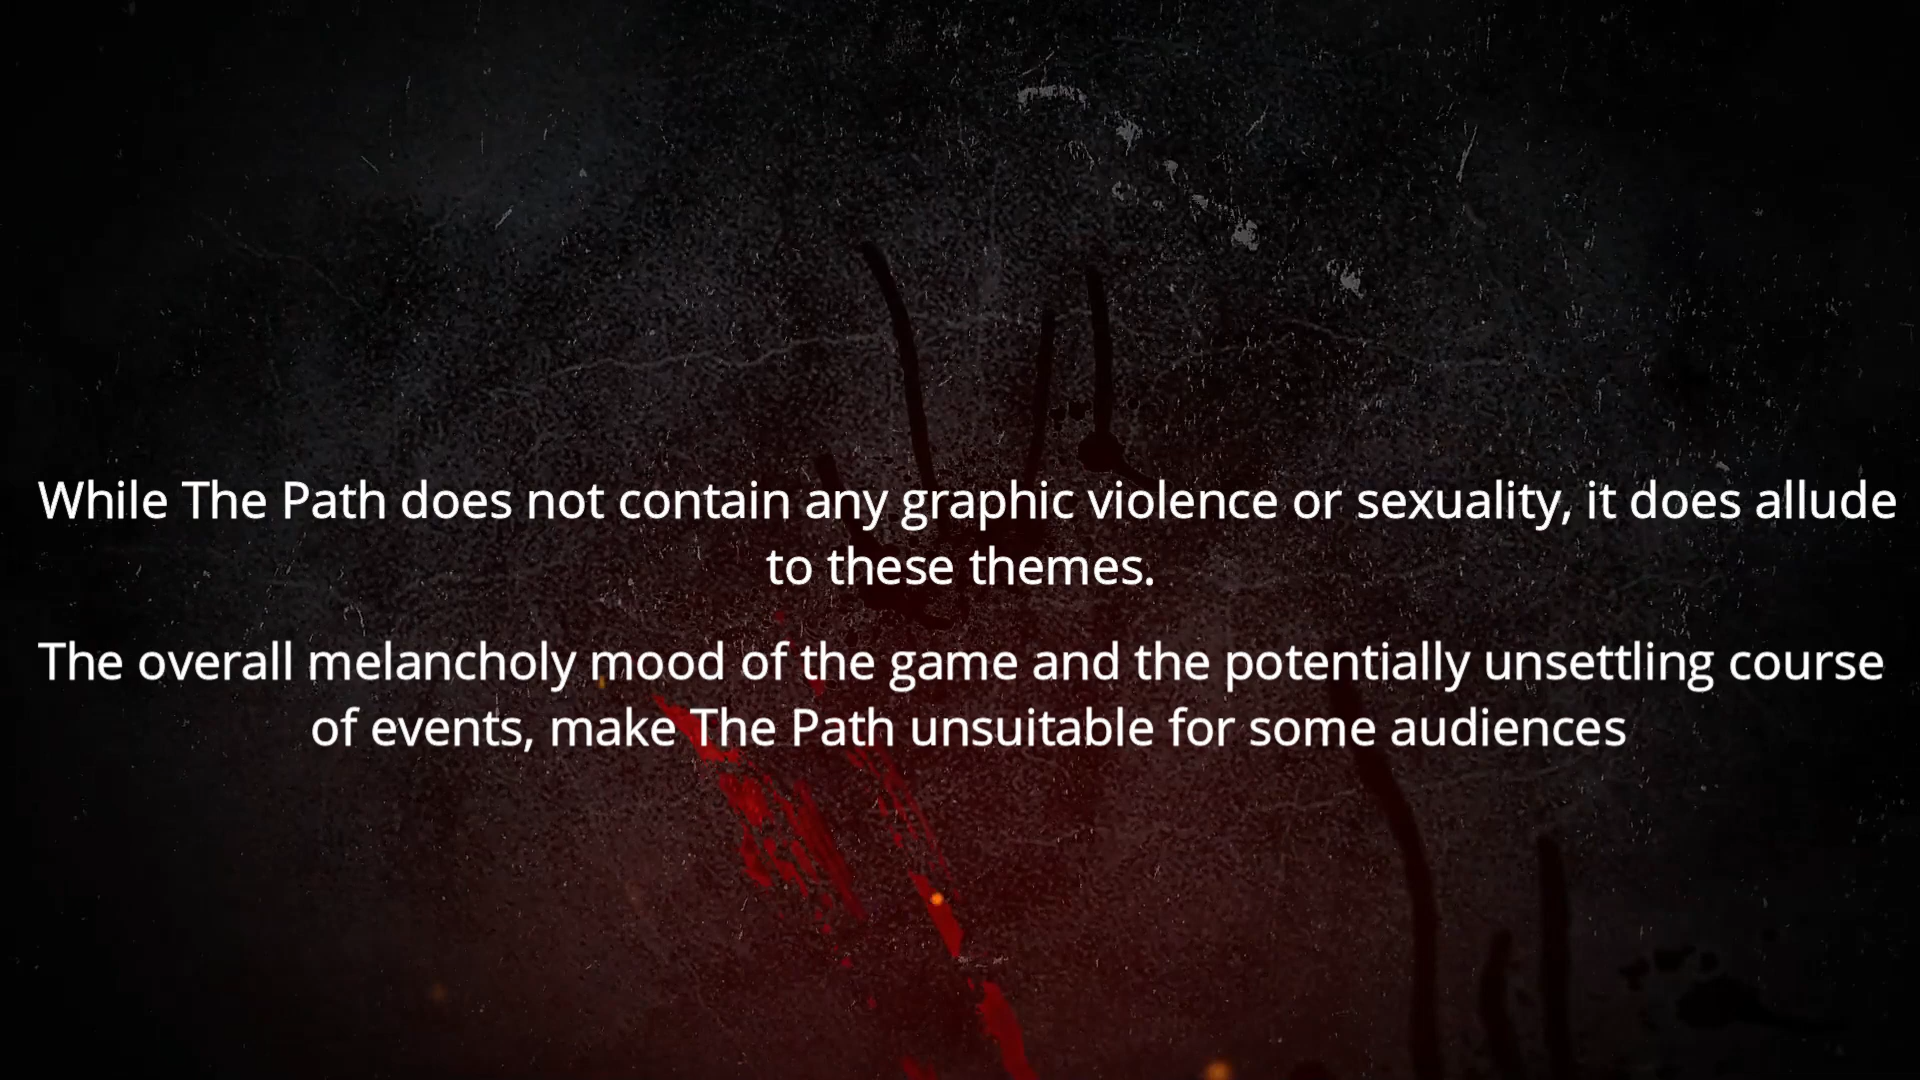 While The Path does not contain any graphic violence or sexuality, it does allude
to these themes.
The overall melancholy mood of the game and the potentially unsettling course
of events, make The Path unsuitable for some audiences